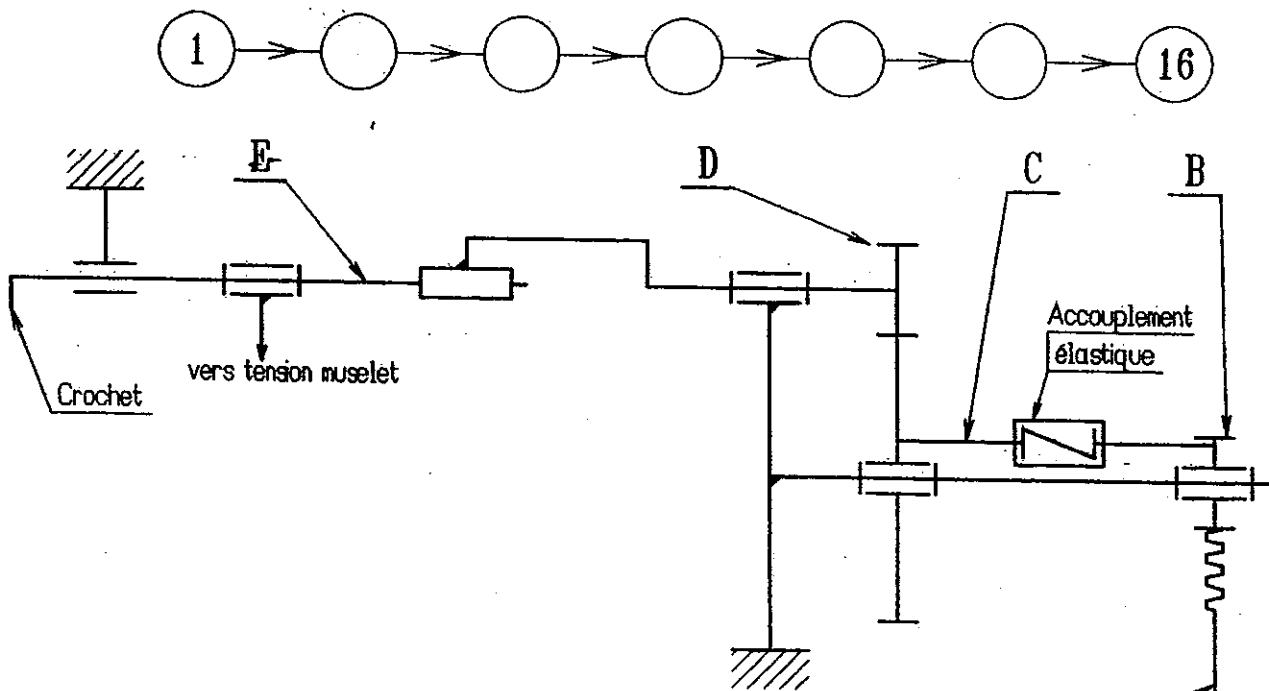 1
16
E
D
C
B
Accouplement
élastique
vers tension muselet
Crochet